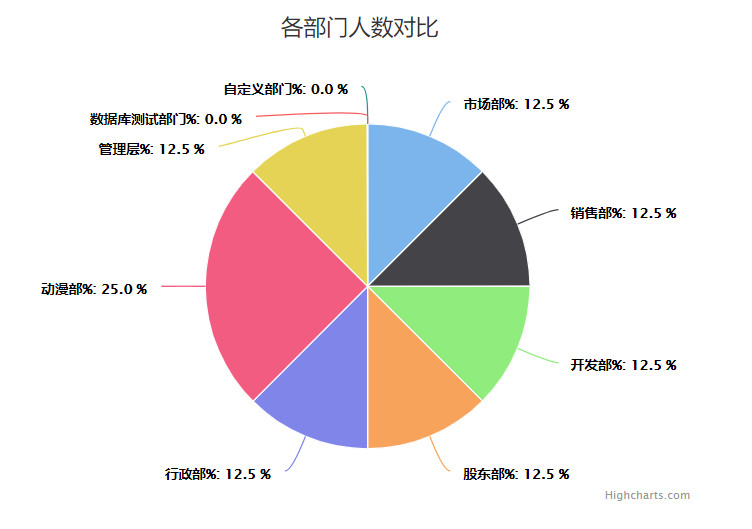 各部门人数对比
自定义部门%: 0.0 %
市场部%: 12.5 %
数据库测试部门%: 0.0 %
管理层%: 12.5 %
销售部%: 12.5 %
动漫部%: 25.0 %
开发部%: 12.5 %
行政部%: 12.5 %
股东部%: 12.5 %
Highcharts.com